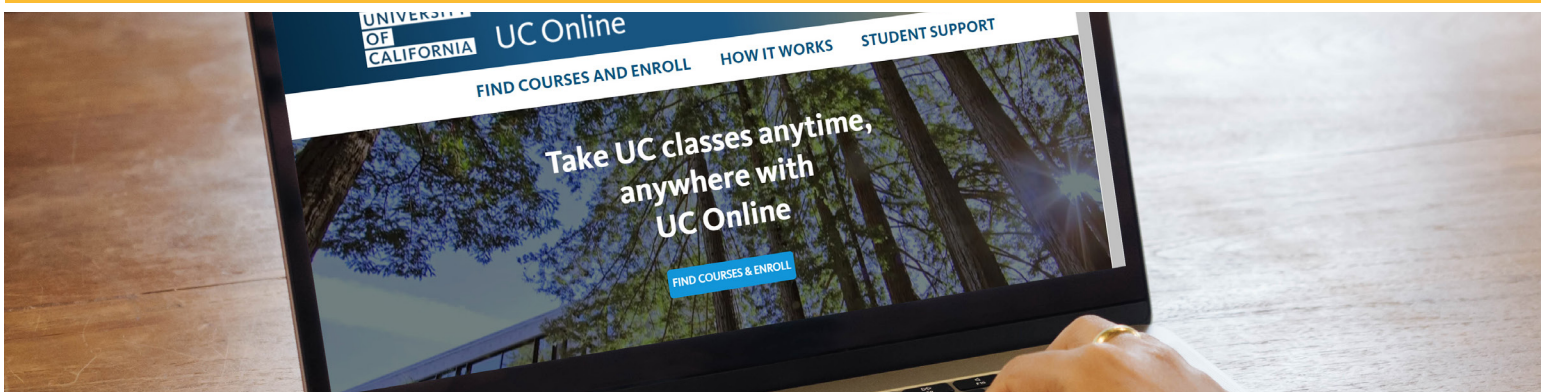 UNIVERSITY
OF
CALIFORNIA
UC Online
FIND COURSES AND ENROLL
HOW IT WORKS
STUDENT SUPPORT
Take UC classes anytime,
anywhere with
UC Online
FIND COURSES & ENROLL